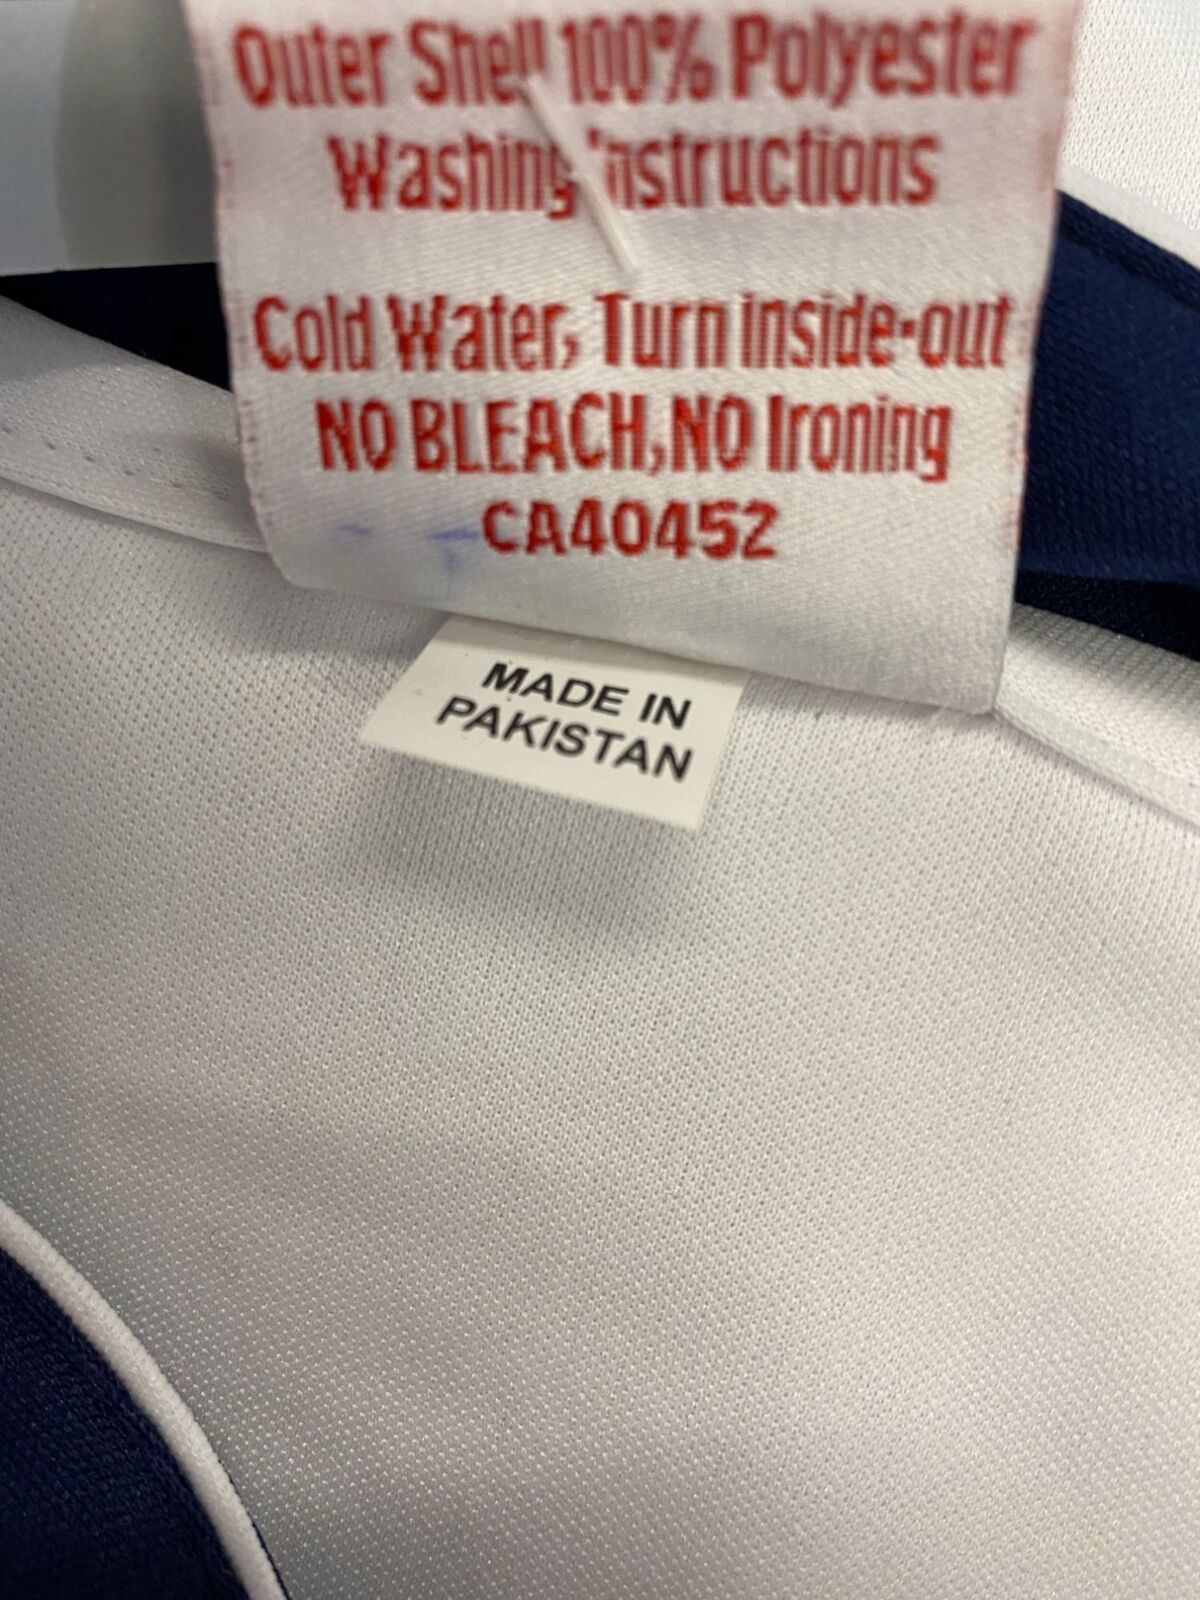 Outer Shell 100% Polyester
Washing Instructions
Cold Water, Turn Inside-out
NO BLEACH, NO Ironing
CA40452
MADE IN
PAKISTAN